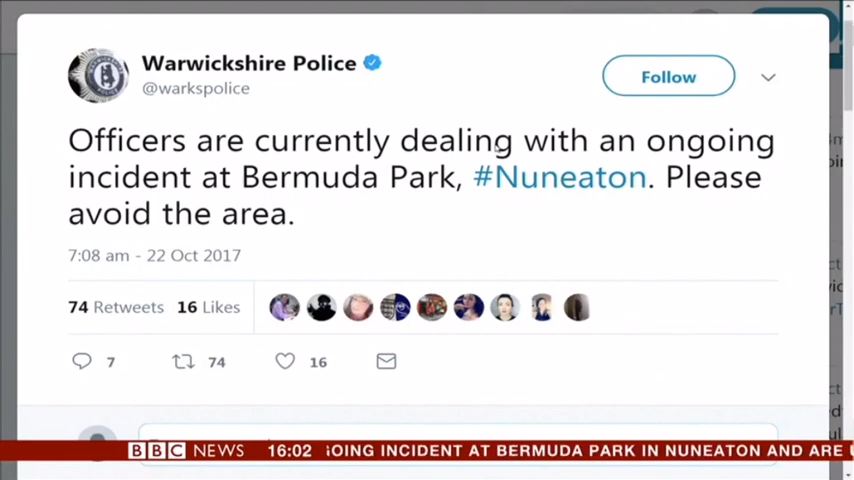 Warwickshire Police
@warkspolice
Follow
Officers are currently dealing with an ongoing
incident at Bermuda Park, #Nuneaton. Please
avoid the area.
7:08 am - 22 Oct 2017
74 Retweets 16 Likes
7 74 16
BBC NEWS 16:02 GOING INCIDENT AT BERMUDA PARK IN NUNEATON AND ARE